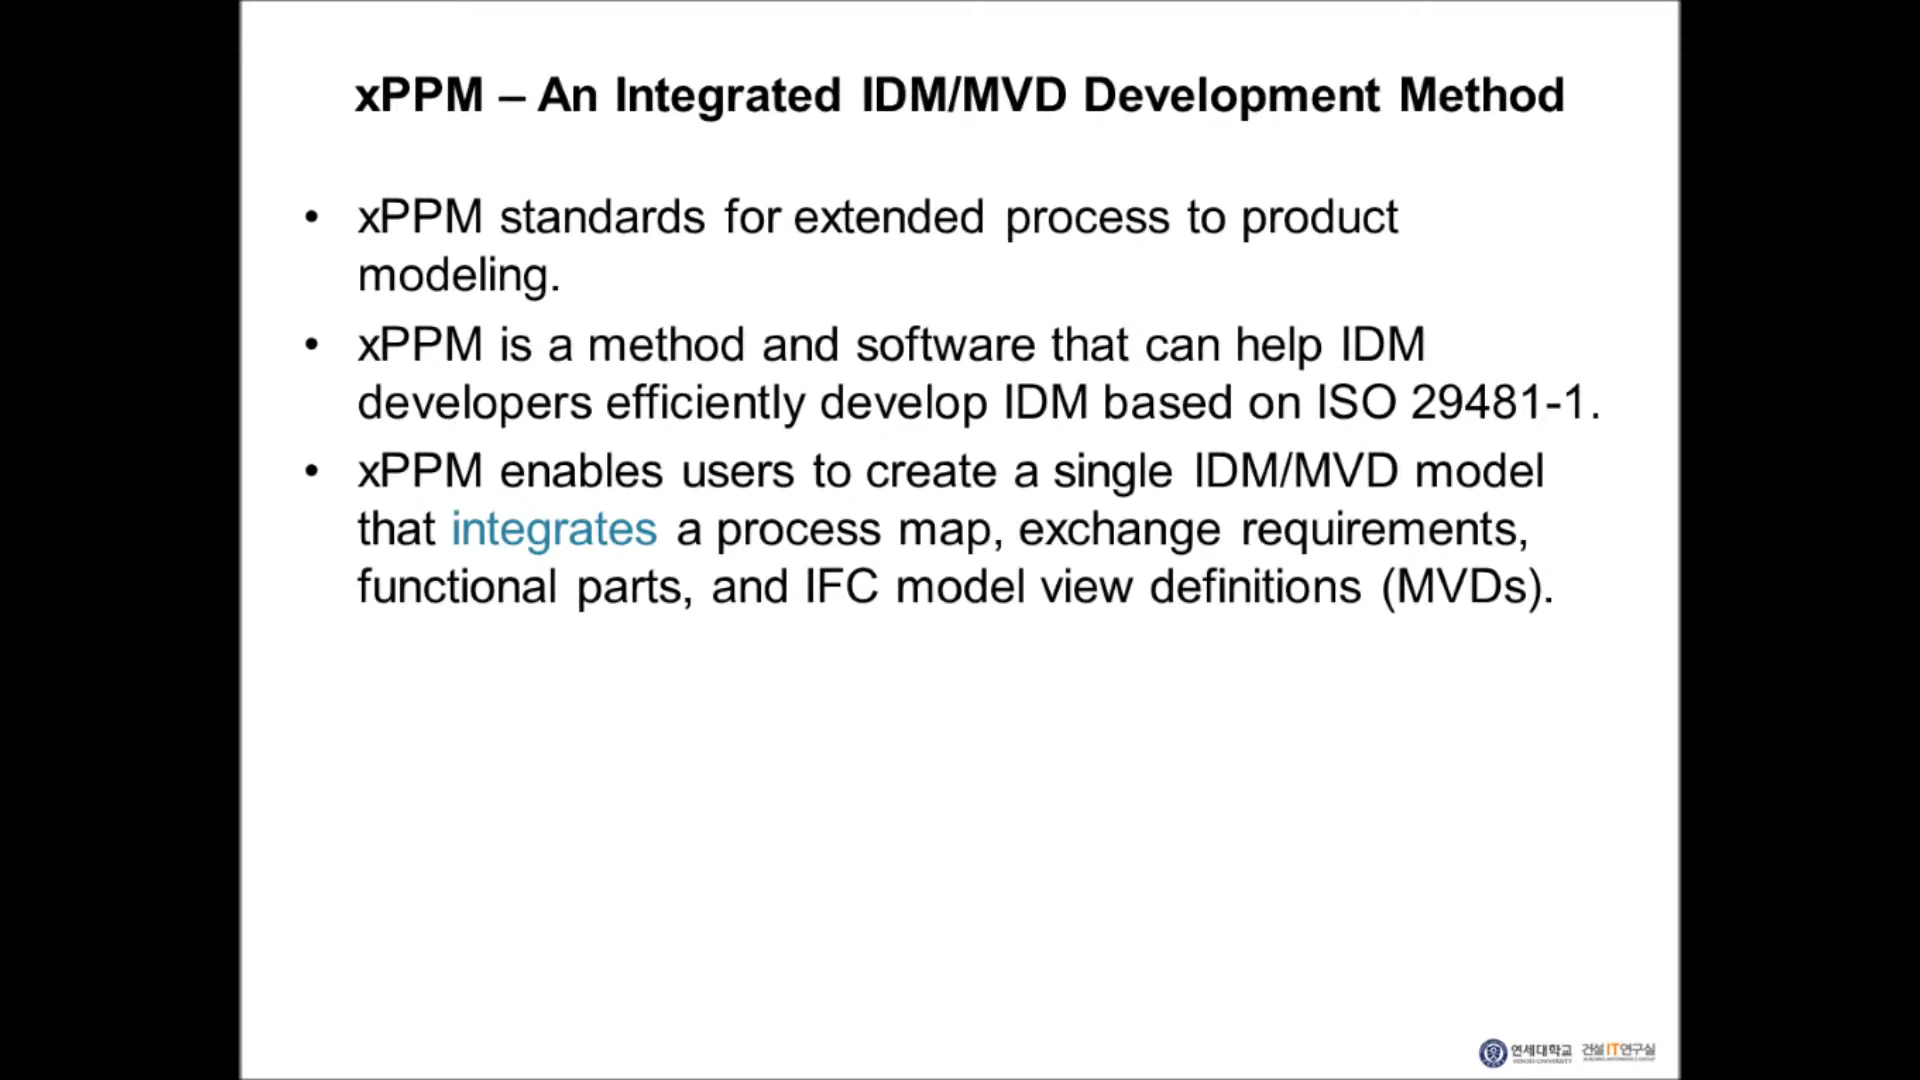 xPPM – An Integrated IDM/MVD Development Method
• xPPM standards for extended process to product
modeling.
• xPPM is a method and software that can help IDM
developers efficiently develop IDM based on ISO 29481-1.
• xPPM enables users to create a single IDM/MVD model
that integrates a process map, exchange requirements,
functional parts, and IFC model view definitions (MVDs).
연세대학교 건설IT연구실
YONSEI UNIVERSITY